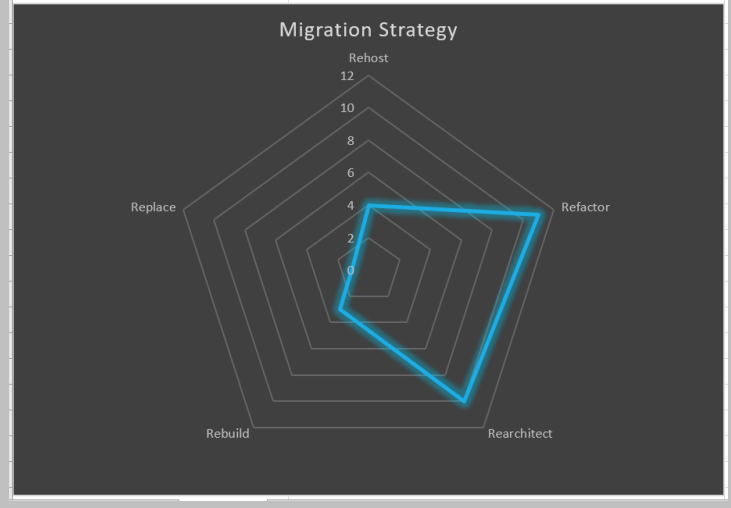 Migration Strategy
Rehost
12
10
8
6
4
2
0
Replace
Refactor
Rebuild
Rearchitect